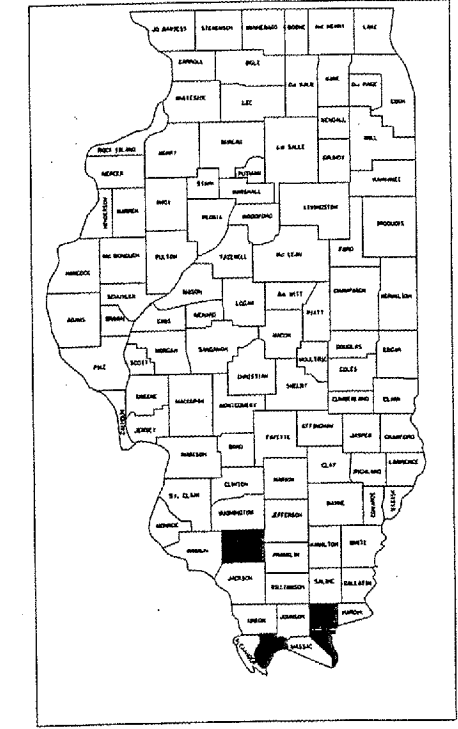 JO DAVIESS STEPHENSON WINNEBAGO BOONE Mc HENRY LAKE
CARROLL OGLE
De KALB KANE Du PAGE COOK
WHITESIDE LEE
KENDALL
WILL
ROCK ISLAND HENRY BUREAU La SALLE
GRUNDY
MERCER PUTNAM
STARK KANKAKEE
MARSHALL
HENDERSON WARREN KNOX PEORIA WOODFORD LIVINGSTON IROQUOIS
FORD
HANCOCK Mc DONOUGH FULTON TAZEWELL Mc LEAN
MASON
SCHUYLER LOGAN De WITT CHAMPAIGN VERMILION
ADAMS BROWN CASS MENARD PIATT
MACON
MORGAN SANGAMON DOUGLAS EDGAR
PIKE SCOTT MOULTRIE COLES
CHRISTIAN
SHELBY
GREENE MACOUPIN MONTGOMERY CUMBERLAND CLARK
CALHOUN JERSEY
FAYETTE EFFINGHAM JASPER CRAWFORD
MADISON BOND
CLAY RICHLAND LAWRENCE
MARION
CLINTON
St. CLAIR WAYNE EDWARDS WABASH
WASHINGTON JEFFERSON
MONROE
RANDOLPH HAMILTON WHITE
FRANKLIN
JACKSON
WILLIAMSON SALINE GALLATIN
UNION JOHNSON HARDIN
MASSAC
ALEXANDER